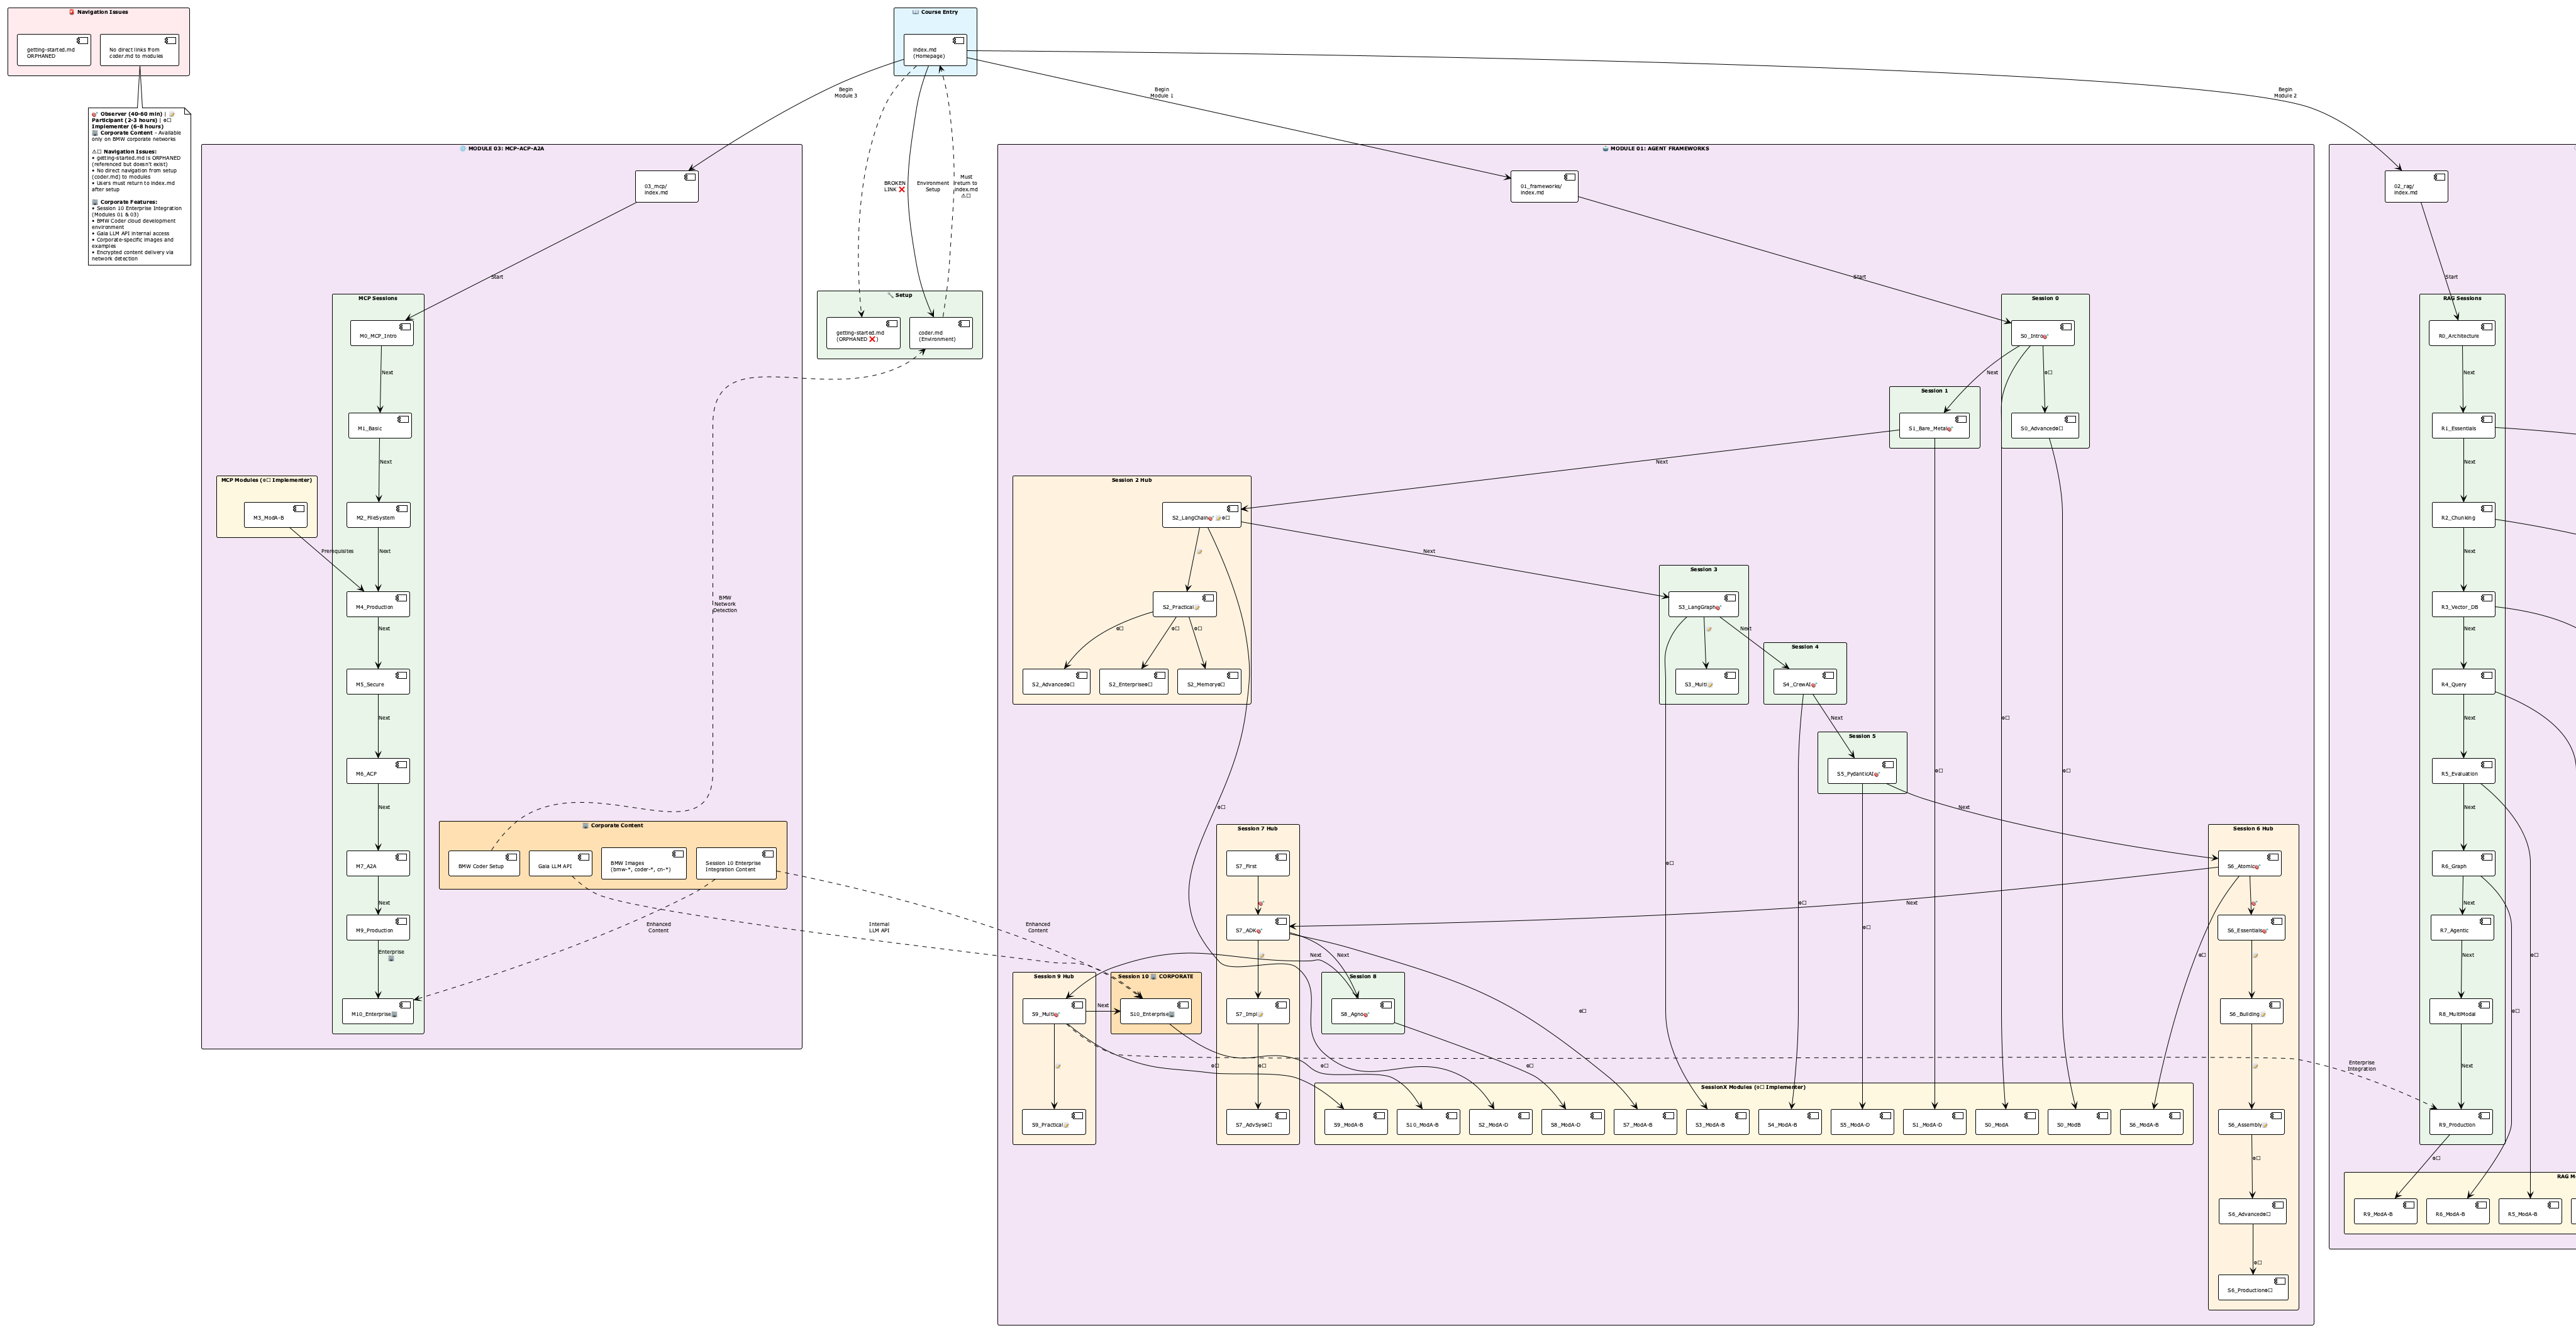 🚨 Navigation Issues
getting-started.md
ORPHANED
No direct links from
coder.md to modules
🎯 Observer (40-60 min) | 📝
Participant (2-3 hours) | ⚙️
Implementer (6-8 hours)
🏢 Corporate Content - Available
only on BMW corporate networks
⚠️ Navigation Issues:
• getting-started.md is ORPHANED
(referenced but doesn't exist)
• No direct navigation from setup
(coder.md) to modules
• Users must return to index.md
after setup
🏢 Corporate Features:
• Session 10 Enterprise Integration
(Modules 01 & 03)
• BMW Coder cloud development
environment
• Gaia LLM API internal access
• Corporate-specific images and
examples
• Encrypted content delivery via
network detection
📖 Course Entry
index.md
(Homepage)
Begin
Module 3
Begin
Module 1
Begin
Module 2
BROKEN
LINK ❌
Environment
Setup
Must
return to
index.md
⚠️
🔧 Setup
getting-started.md
(ORPHANED ❌)
coder.md
(Environment)
🌐 MODULE 03: MCP-ACP-A2A
03_mcp/
index.md
Start
MCP Sessions
M0_MCP_Intro
Next
M1_Basic
Next
M2_FileSystem
Next
M4_Production
Next
M5_Secure
Next
M6_ACP
Next
M7_A2A
Next
M9_Production
Enterprise
🏢
M10_Enterprise🏢
MCP Modules (⚙️ Implementer)
M3_ModA-B
Prerequisites
BMW
Network
Detection
🏢 Corporate Content
BMW Coder Setup
Gaia LLM API
BMW Images
(bmw-*, coder-*, cn-*)
Session 10 Enterprise
Integration Content
Enhanced
Content
Internal
LLM API
Enhanced
Content
🤖 MODULE 01: AGENT FRAMEWORKS
01_frameworks/
index.md
Start
Session 0
S0_Intro🎯
Next
⚙️
S0_Advanced⚙️
Session 1
S1_Bare_Metal🎯
Next
Session 2 Hub
S2_LangChain🎯📝⚙️
📝
Next
S2_Practical📝
⚙️
⚙️
⚙️
S2_Advanced⚙️
S2_Enterprise⚙️
S2_Memory⚙️
Session 3
S3_LangGraph🎯
📝
Next
S3_Multi📝
Session 4
S4_CrewAI🎯
Next
Session 5
S5_PydanticAI🎯
Next
⚙️
⚙️
⚙️
⚙️
⚙️
⚙️
⚙️
Session 6 Hub
S6_Atomic🎯
🎯
Next
S6_Essentials🎯
📝
⚙️
S6_Building📝
📝
S6_Assembly📝
⚙️
S6_Advanced⚙️
⚙️
S6_Production⚙️
Session 7 Hub
S7_First
🎯
S7_ADK🎯
📝
S7_Impl📝
⚙️
S7_AdvSys⚙️
Next
Next
Session 8
S8_Agno🎯
⚙️
⚙️
Session 9 Hub
S9_Multi🎯
📝
Next
S9_Practical📝
⚙️
Session 10 🏢 CORPORATE
S10_Enterprise🏢
⚙️
Enterprise
Integration
SessionX Modules (⚙️ Implementer)
S9_ModA-B
S10_ModA-B
S2_ModA-D
S8_ModA-D
S7_ModA-B
S3_ModA-B
S4_ModA-B
S5_ModA-D
S1_ModA-D
S0_ModA
S0_ModB
S6_ModA-B
02_rag/
index.md
Start
RAG Sessions
R0_Architecture
Next
R1_Essentials
Next
R2_Chunking
Next
R3_Vector_DB
Next
R4_Query
Next
R5_Evaluation
Next
R6_Graph
Next
R7_Agentic
Next
R8_MultiModal
Next
R9_Production
⚙️
⚙️
⚙️
RAG M
R9_ModA-B
R6_ModA-B
R5_ModA-B